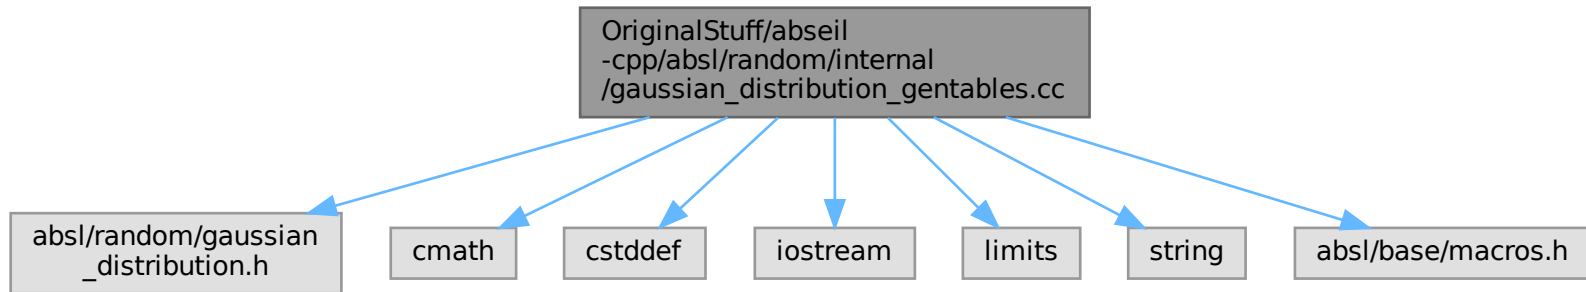 OriginalStuff/abseil
-cpp/absl/random/internal
/gaussian_distribution_gentables.cc
absl/random/gaussian
_distribution.h
cmath
cstddef
iostream
limits
string
absl/base/macros.h